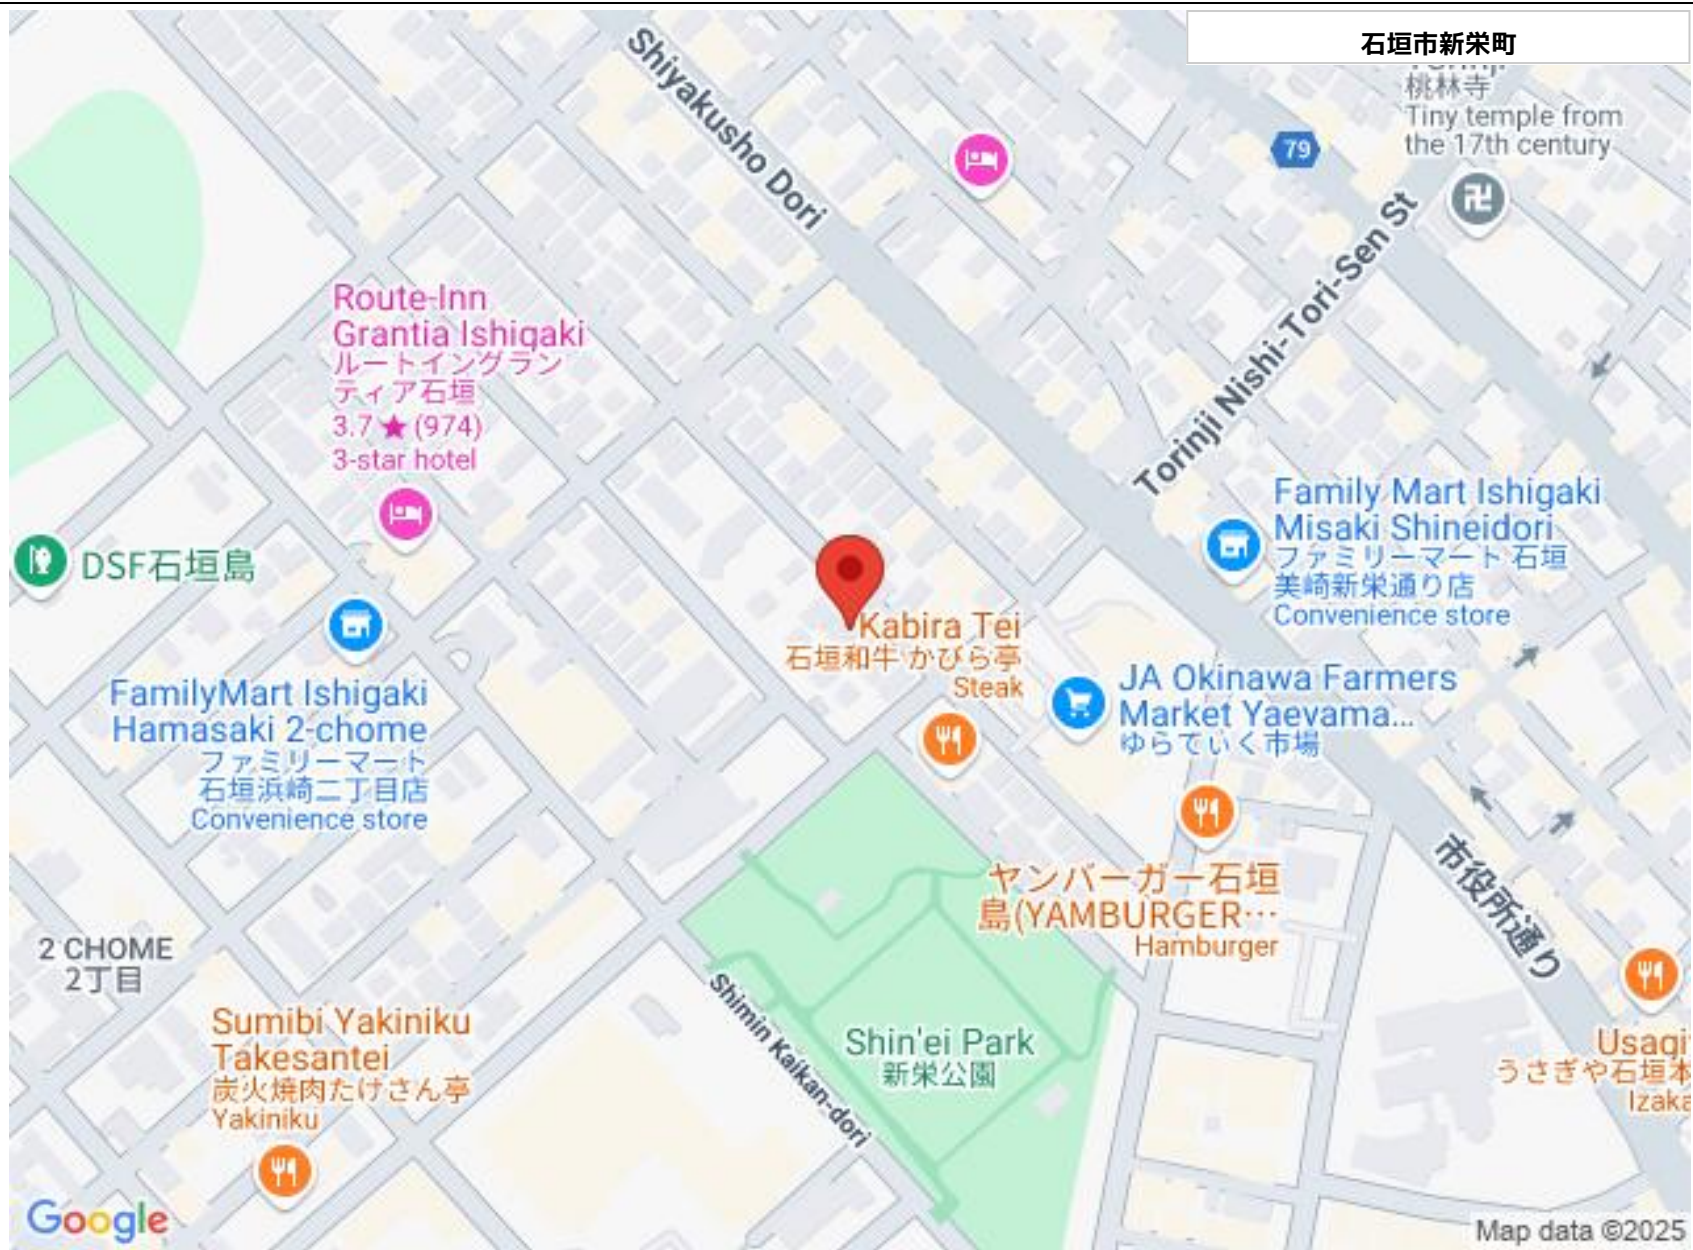 石垣市新栄町
桃林寺
Tiny temple from
the 17th century
79
Shiyakusho Dori
Torinji Nishi-Tori-Sen St
Route-Inn
Grantia Ishigaki
ルートイングラン
ティア石垣
3.7★(974)
3-star hotel
Family Mart Ishigaki
Misaki Shineidori
ファミリーマート 石垣
美崎新栄通り店
Convenience store
DSF石垣島
Kabira Tei
石垣和牛 かびら亭
Steak
JA Okinawa Farmers
Market Yaeyama...
ゆらてぃく市場
FamilyMart Ishigaki
Hamasaki 2-chome
ファミリーマート
石垣浜崎二丁目店
Convenience store
ヤンバーガー石垣
島(YAMBURGER…
Hamburger
市役所通り
2 CHOME
2丁目
Shimin Kaikan-dori
Sumibi Yakiniku
Takesantei
炭火焼肉たけさん亭
Yakiniku
Shin'ei Park
新栄公園
うさぎや石垣本
Google
Map data ©2025